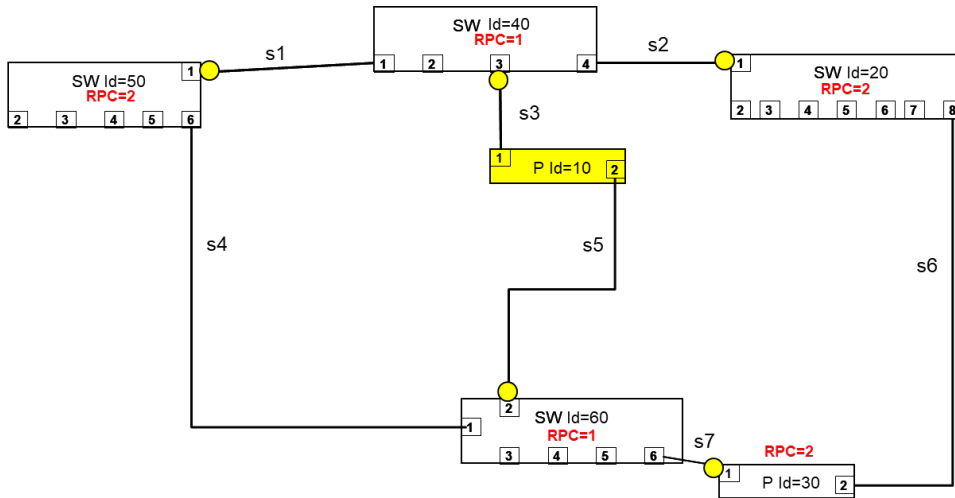 SW Id=40
RPC=1
1 2 3 4
s1
s2
SW Id=50
1
RPC=2
2 3 4 5 6
1
SW Id=20
RPC=2
2 3 4 5 6 7 8
s3
1
P Id=10
2
s4
s5
s6
2
SW Id=60
1
RPC=1
3 4 5 6
s7
RPC=2
1
P Id=30
2